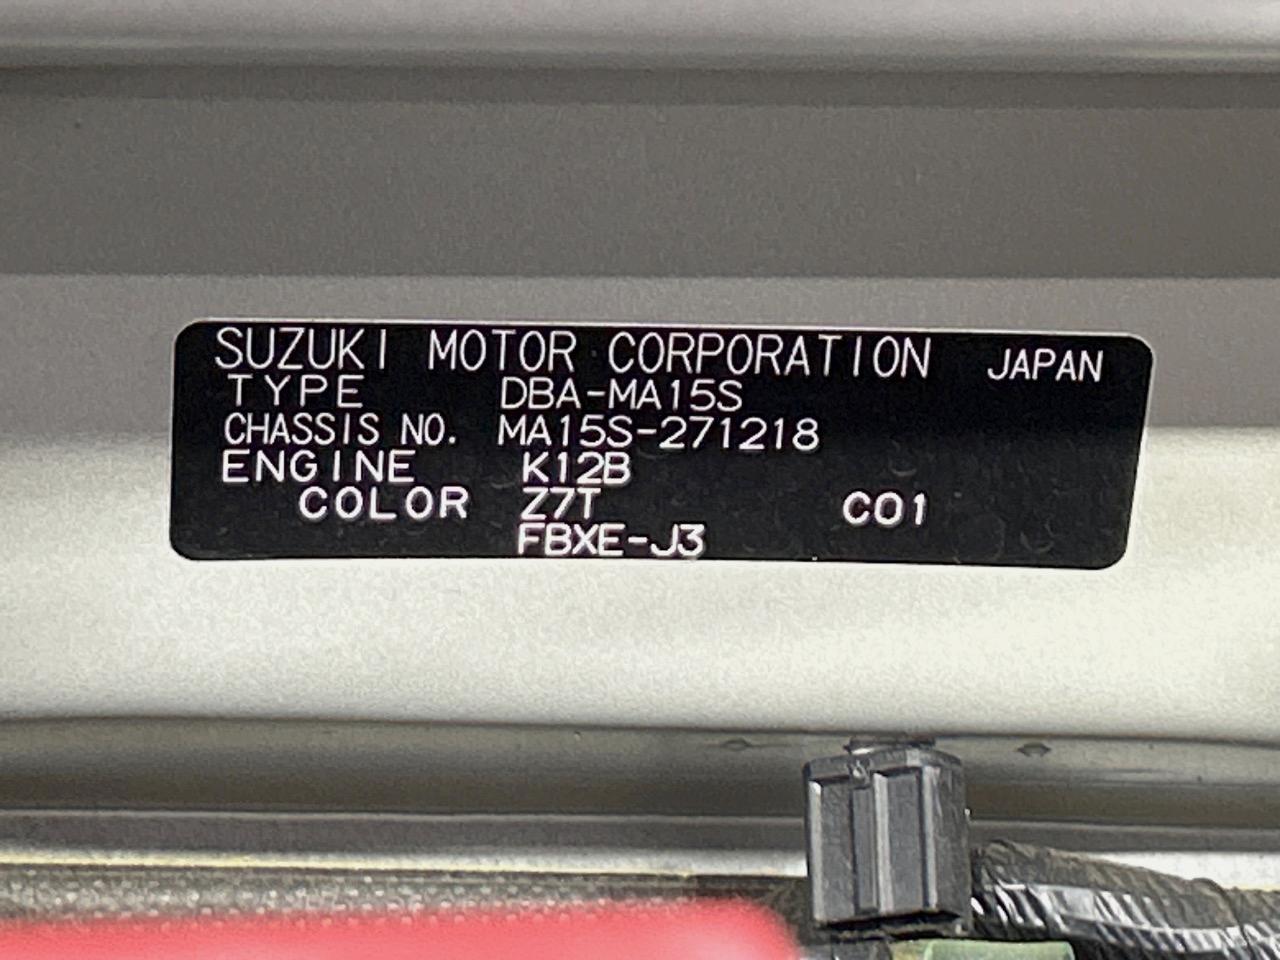 SUZUKI MOTOR CORPORATION JAPAN
TYPE DBA-MA15S
CHASSIS NO. MA15S-271218
ENGINE K12B
COLOR Z7T C01
FBXE-J3